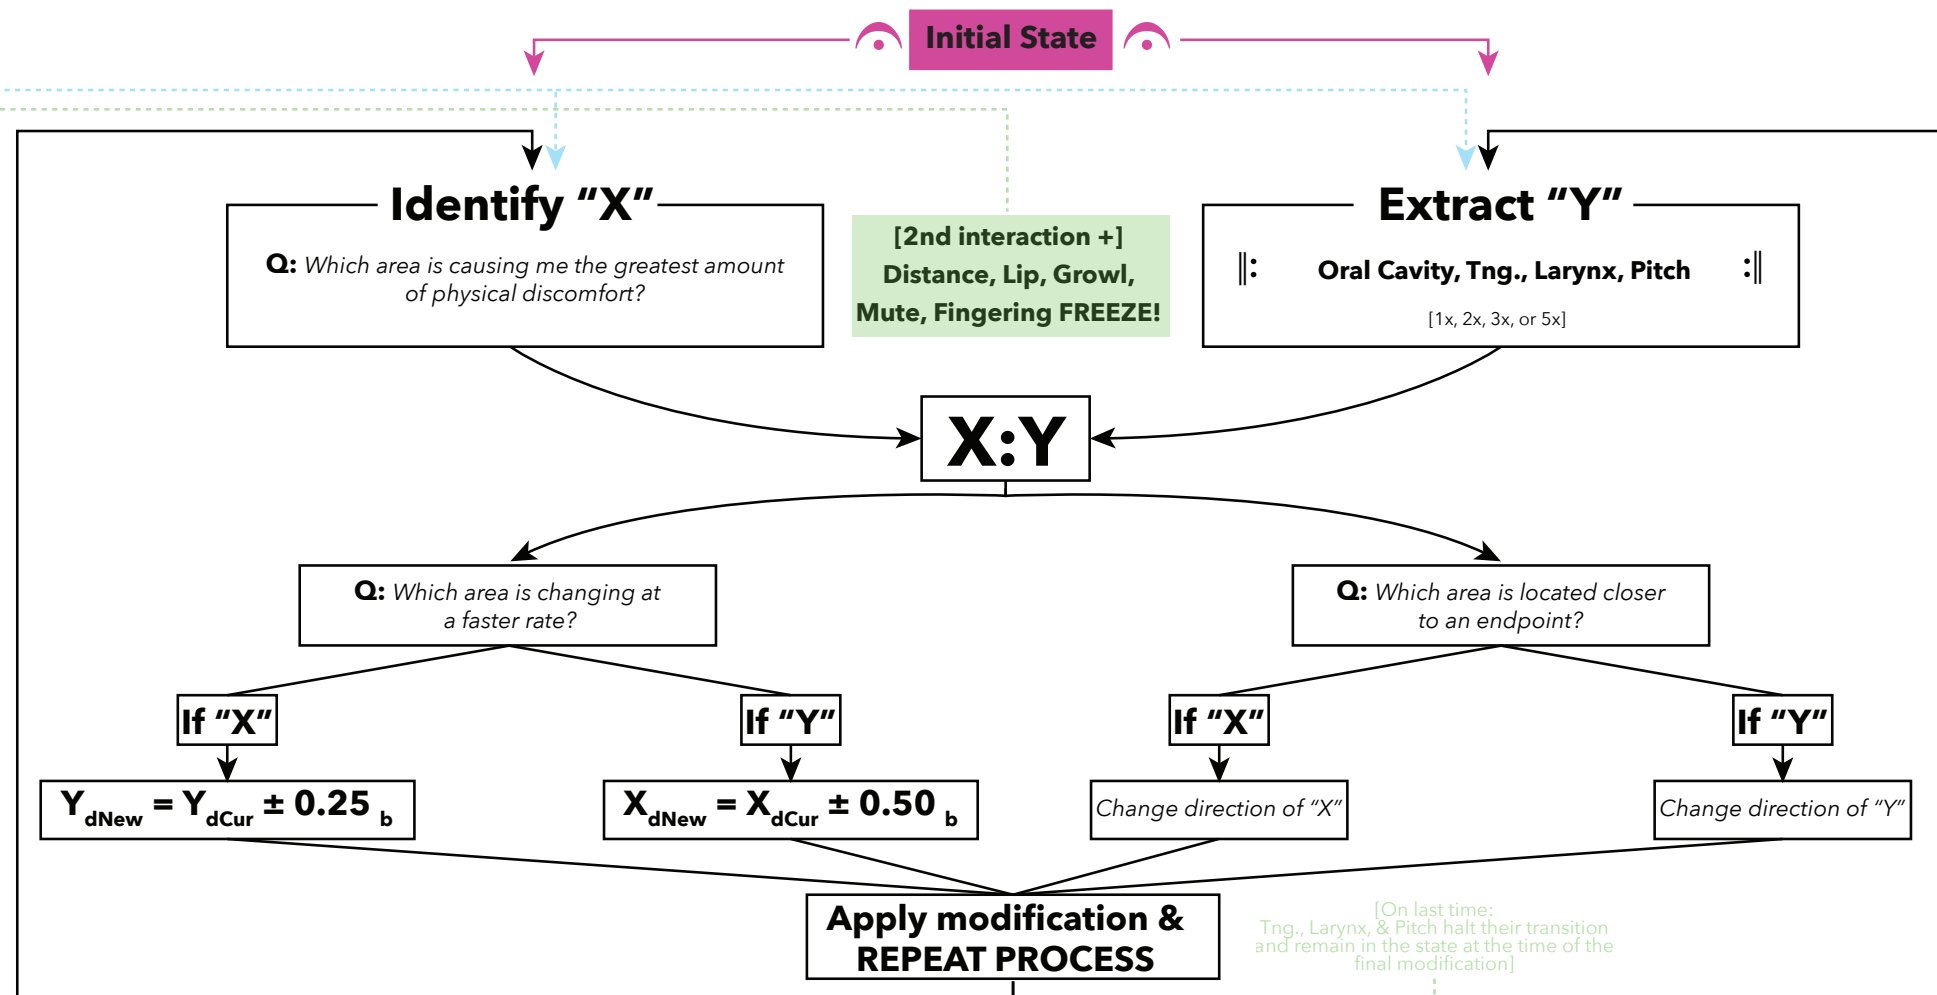 Initial State
Identify “X”
Q: Which area is causing me the greatest amount
of physical discomfort?
[2nd interaction +]
Distance, Lip, Growl,
Mute, Fingering FREEZE!
Extract “Y”
Oral Cavity, Tng., Larynx, Pitch
[1x, 2x, 3x, or 5x]
X:Y
Q: Which area is changing at
a faster rate?
Q: Which area is located closer
to an endpoint?
If “X”
If “Y”
If “X”
If “Y”
Y dNew = Y dCur ± 0.25 b
X dNew = X dCur ± 0.50 b
Change direction of “X”
Change direction of “Y”
Apply modification &
REPEAT PROCESS
[On last time:
Tng., Larynx, & Pitch halt their transition
and remain in the state at the time of the
final modification]